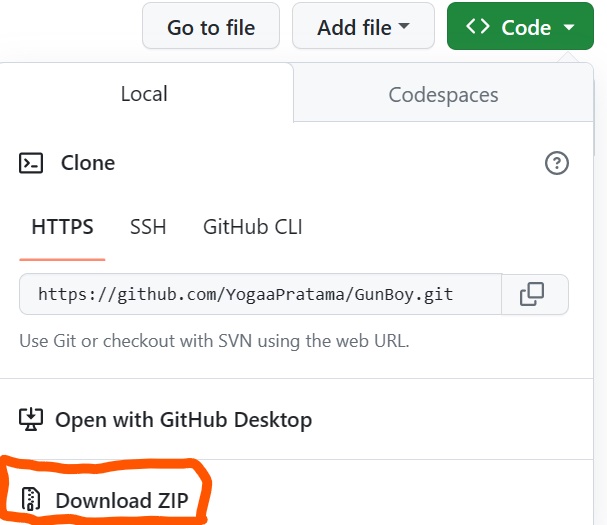 Go to file
Add file
Code
Local
Codespaces
Clone
HTTPS
SSH
GitHub CLI
https://github.com/YogaaPratama/GunBoy.git
Use Git or checkout with SVN using the web URL.
Open with GitHub Desktop
Download ZIP